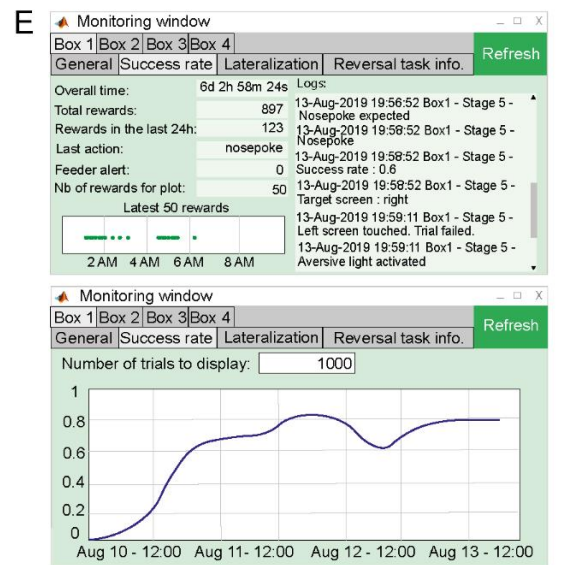 E
Monitoring window
Box 1 Box 2 Box 3 Box 4
Refresh
General Success rate Lateralization Reversal task info.
Overall time: 6d 2h 58m 24s
Total rewards: 897
Rewards in the last 24h: 123
Last action: nosepoke
Feeder alert: 0
Nb of rewards for plot: 50
Latest 50 rewards
2 AM 4 AM 6 AM 8 AM
Logs:
13-Aug-2019 19:56:52 Box1 - Stage 5 -
Nosepoke expected
13-Aug-2019 19:58:52 Box1 - Stage 5 -
Nosepoke
13-Aug-2019 19:58:52 Box1 - Stage 5 -
Success rate : 0.6
13-Aug-2019 19:58:52 Box1 - Stage 5 -
Target screen : right
13-Aug-2019 19:59:11 Box1 - Stage 5 -
Left screen touched. Trial failed.
13-Aug-2019 19:59:11 Box1 - Stage 5 -
Aversive light activated
Monitoring window
Box 1 Box 2 Box 3 Box 4
Refresh
General Success rate Lateralization Reversal task info.
Number of trials to display: 1000
1
0.8
0.6
0.4
0.2
0
Aug 10 - 12:00 Aug 11- 12:00 Aug 12 - 12:00 Aug 13 - 12:00